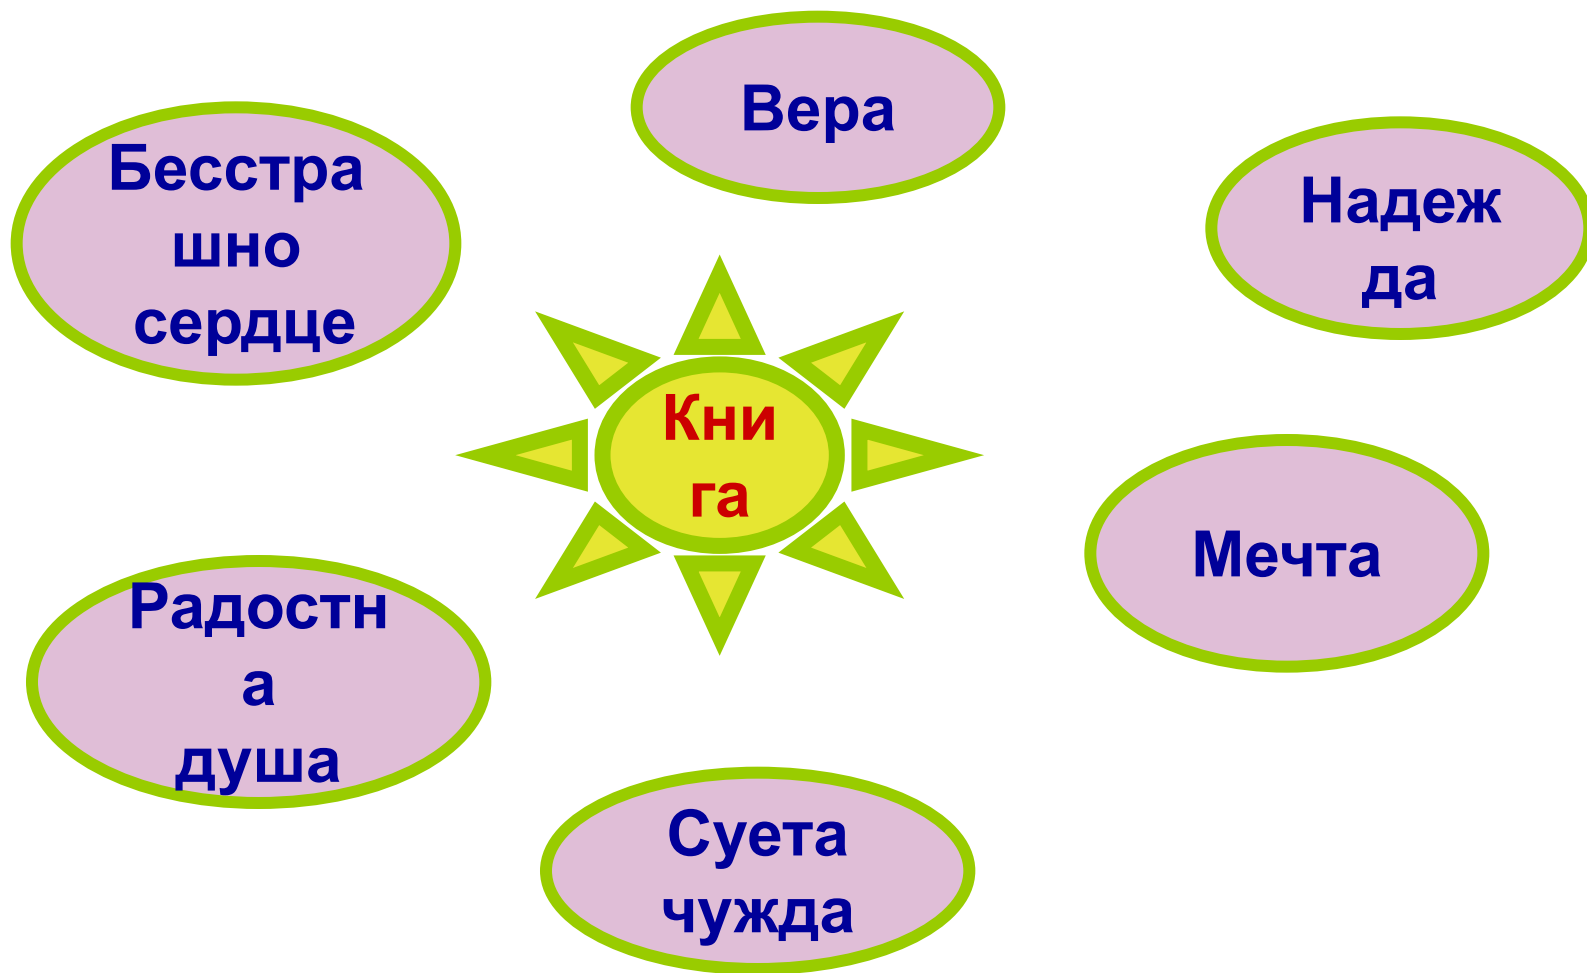 Вера
Бесстра
шно
сердце
Надеж
да
Кни
га
Мечта
Радостн
а
душа
Суета
чужда